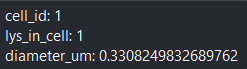 cell_id: 1
lys_in_cell: 1
diameter_um: 0.3308249832689762